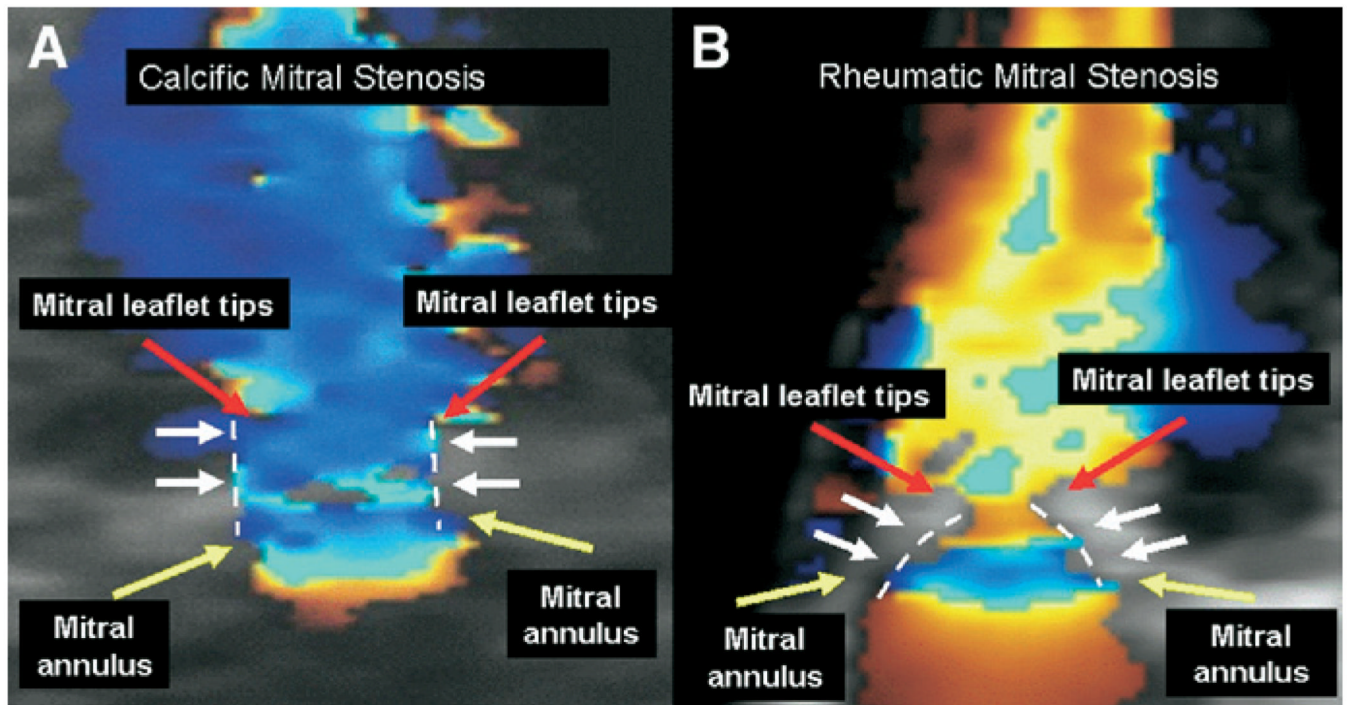 A
Calcific Mitral Stenosis
B
Rheumatic Mitral Stenosis
Mitral leaflet tips
Mitral leaflet tips
Mitral leaflet tips
Mitral leaflet tips
Mitral
annulus
Mitral
annulus
Mitral
annulus
Mitral
annulus